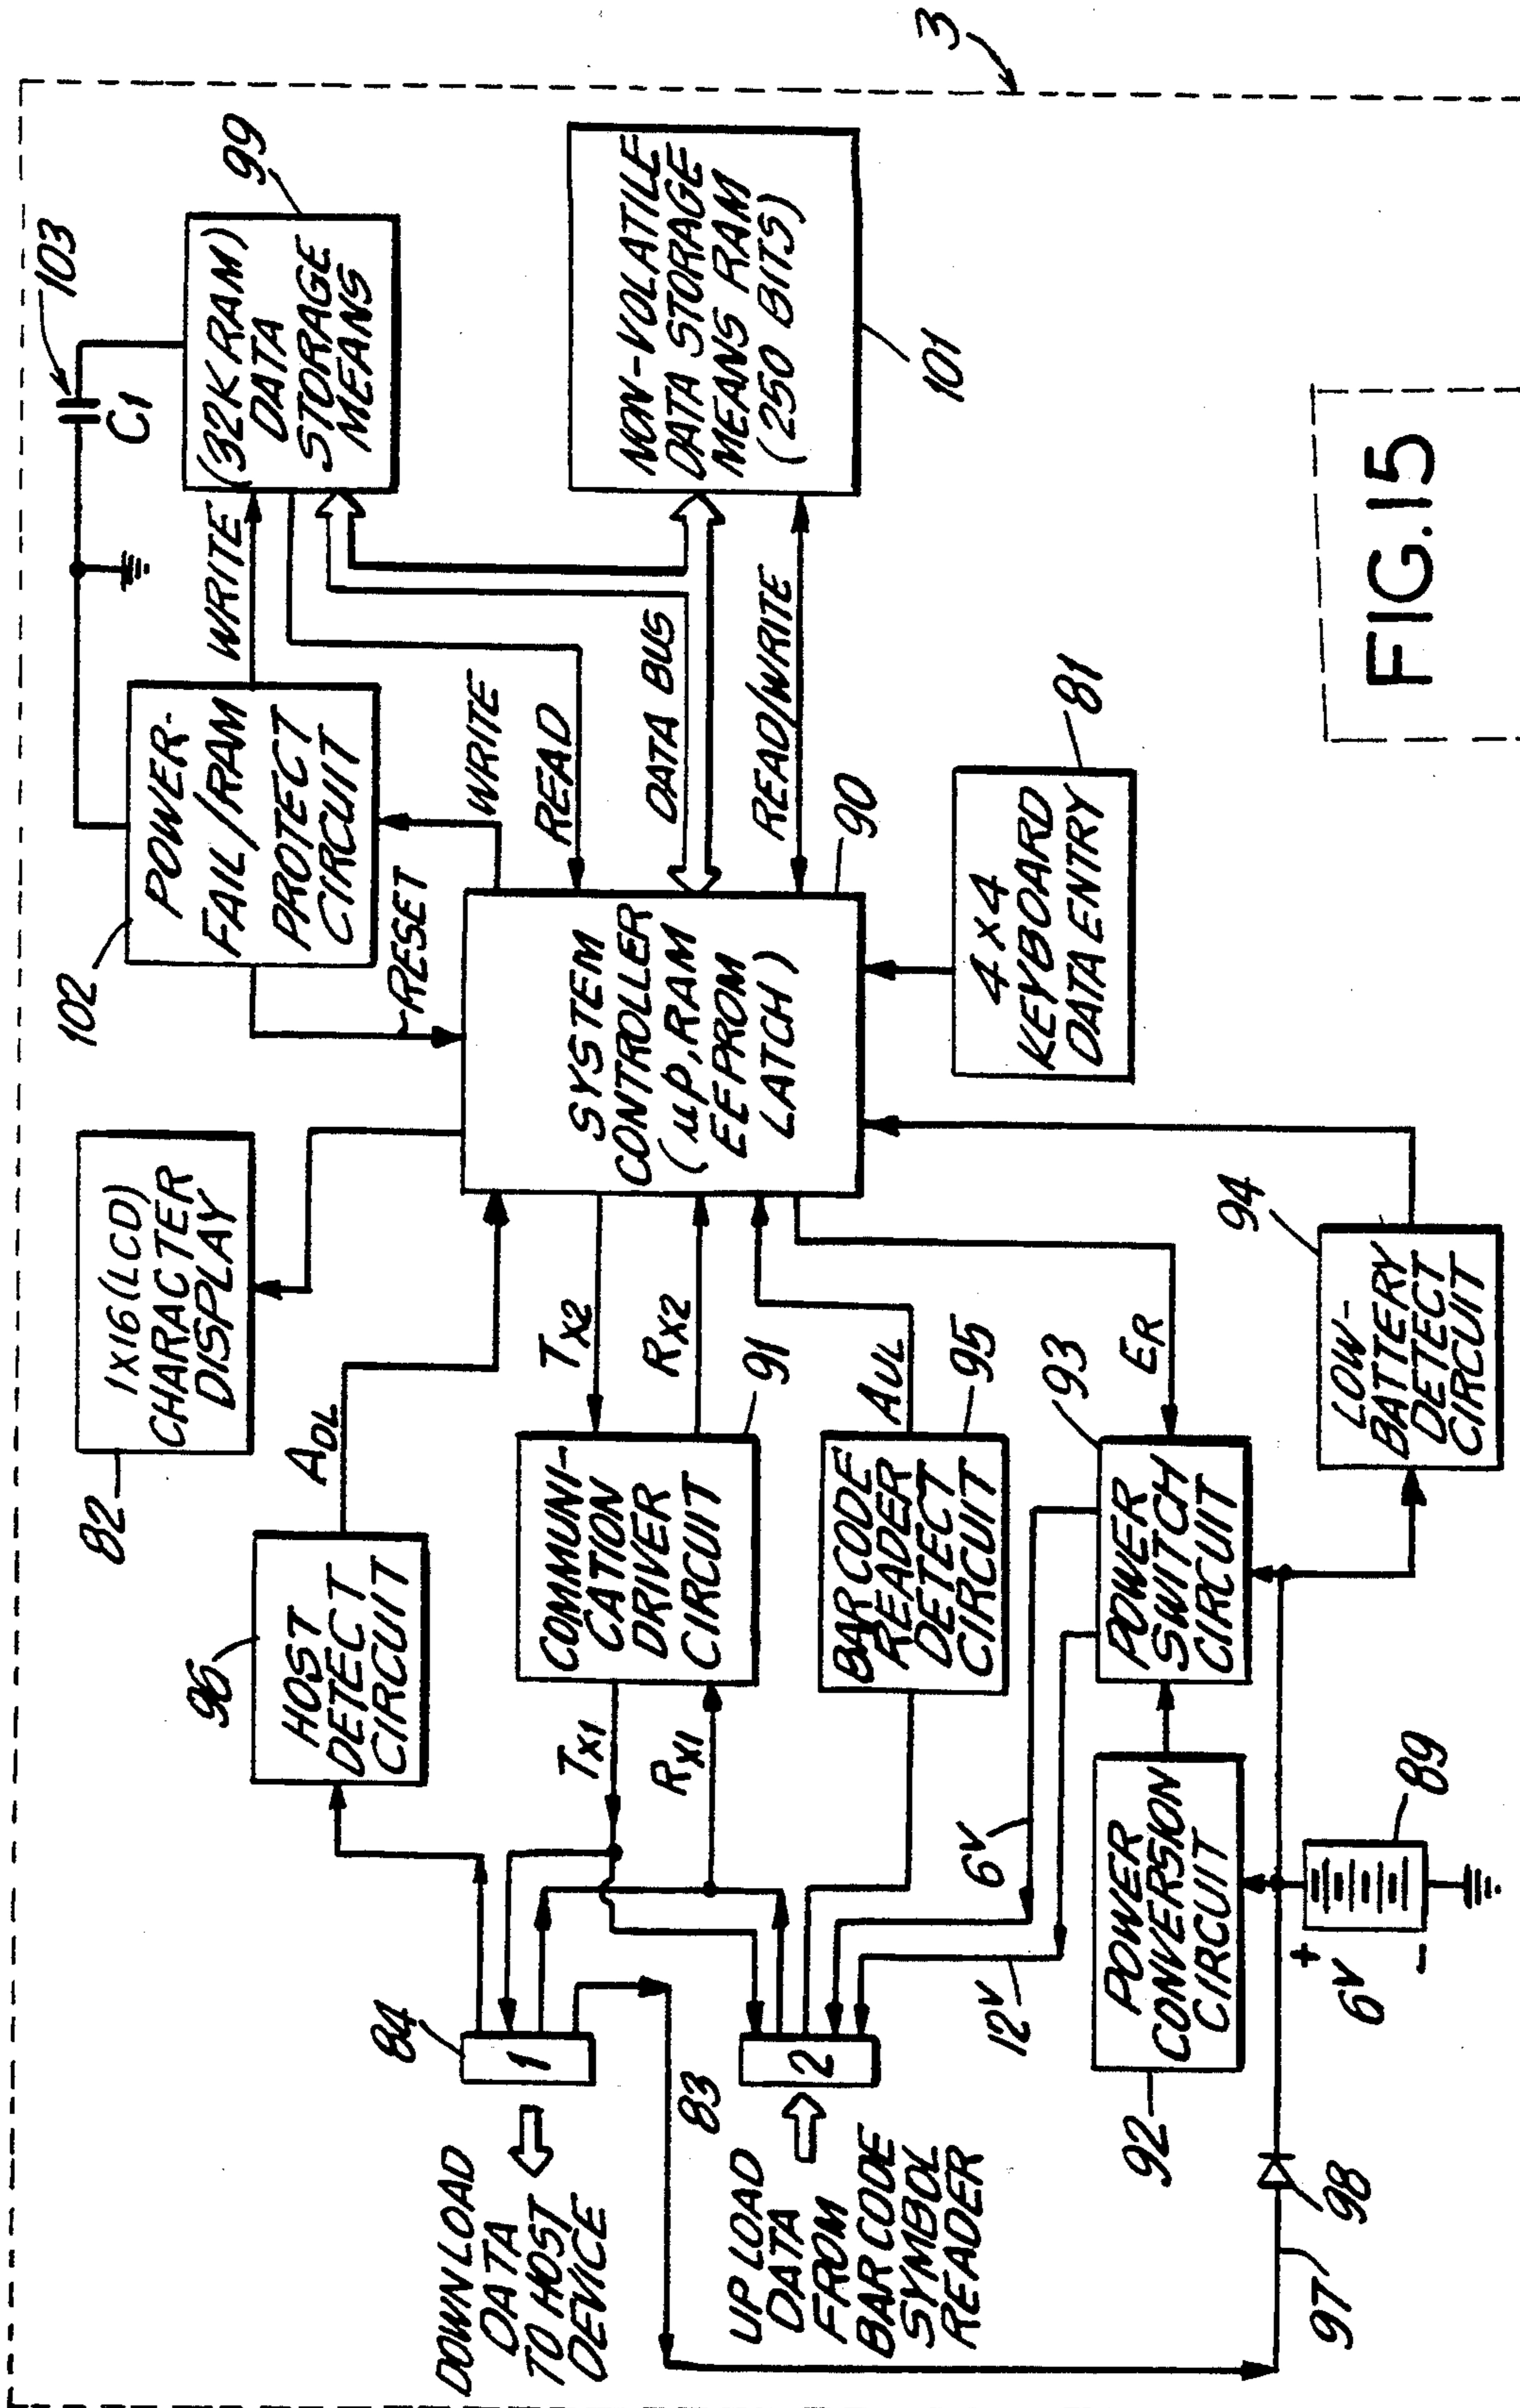 3
103
C1
99
(32K RAM)
DATA
STORAGE
MEANS
NON-VOLATILE
DATA STORAGE
MEANS RAM
(250 BITS)
101
102
POWER-
FAIL/RAM
PROTECT
CIRCUIT
WRITE
WRITE
RESET
READ
DATA BUS
READ/WRITE
82
1X16(LCD)
CHARACTER
DISPLAY
SYSTEM
CONTROLLER
(μP, RAM
EEPROM
LATCH)
90
4X4
KEYBOARD
DATA ENTRY
81
96
HOST
DETECT
CIRCUIT
ADL
TX2
RX2
COMMUNI-
CATION
DRIVER
CIRCUIT
91
TX1
RX1
BAR CODE
READER
DETECT
CIRCUIT
95
AUL
ER
POWER
SWITCH
CIRCUIT
93
LOW-
BATTERY
DETECT
CIRCUIT
94
84
1
DOWN LOAD
DATA
TO HOST
DEVICE
83
2
UP LOAD
DATA
FROM
BAR CODE
SYMBOL
READER
6V
12V
92
POWER
CONVERSION
CIRCUIT
+
6V
-
89
97
98
FIG.15